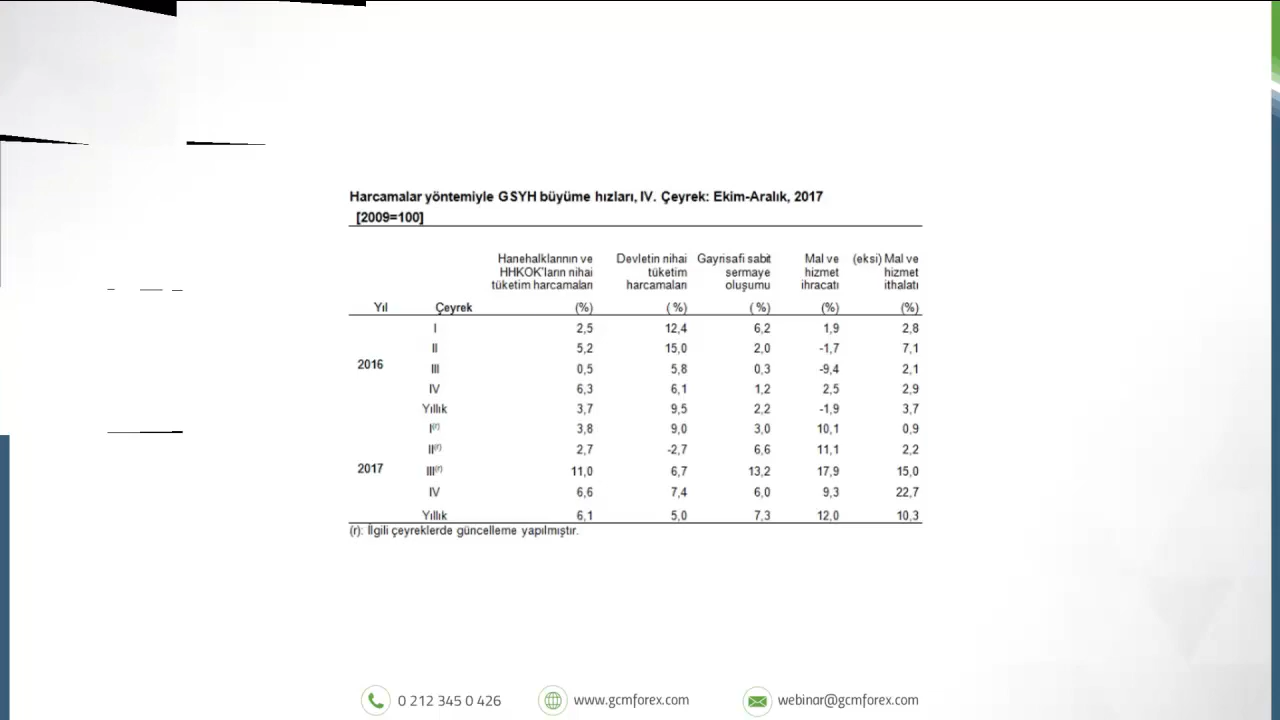 Harcamalar yöntemiyle GSYH büyüme hızları, IV. Çeyrek: Ekim-Aralık, 2017
[2009=100]
Hanehalklarının ve HHKOK'ların nihai tüketim harcamaları Devletin nihai tüketim harcamaları Gayrisafi sabit sermaye oluşumu Mal ve hizmet ihracatı (eksi) Mal ve hizmet ithalatı
Yıl Çeyrek (%) ( %) ( %) (%) (%)
2016
I 2,5 12,4 6,2 1,9 2,8
II 5,2 15,0 2,0 -1,7 7,1
III 0,5 5,8 0,3 -9,4 2,1
IV 6,3 6,1 1,2 2,5 2,9
Yıllık 3,7 9,5 2,2 -1,9 3,7
2017
I(r) 3,8 9,0 3,0 10,1 0,9
II(r) 2,7 -2,7 6,6 11,1 2,2
III(r) 11,0 6,7 13,2 17,9 15,0
IV 6,6 7,4 6,0 9,3 22,7
Yıllık 6,1 5,0 7,3 12,0 10,3
(r): İlgili çeyreklerde güncelleme yapılmıştır.
0 212 345 0 426 www.gcmforex.com webinar@gcmforex.com